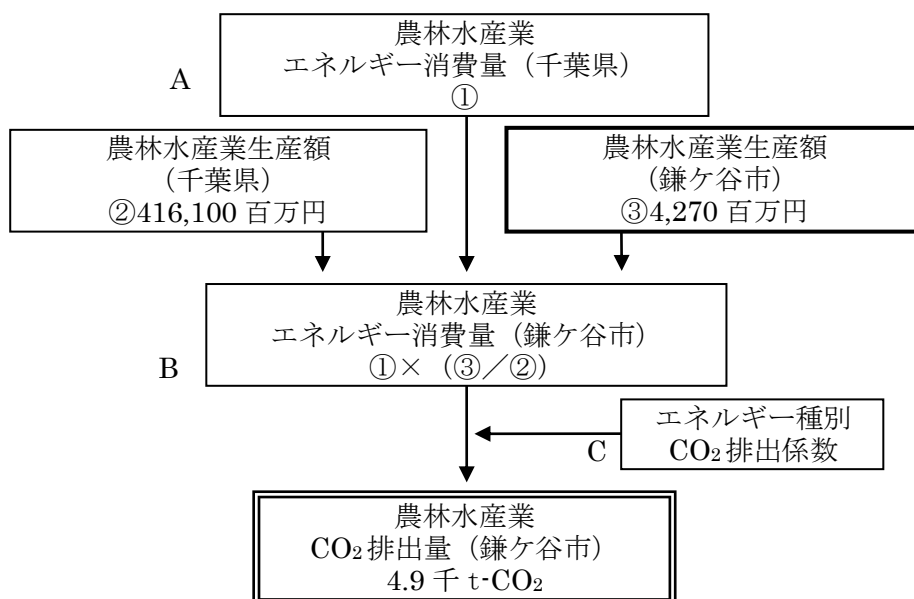 農林水産業
エネルギー消費量（千葉県）
①
A
農林水産業生産額
（千葉県）
②416,100 百万円
農林水産業生産額
（鎌ケ谷市）
③4,270 百万円
農林水産業
エネルギー消費量（鎌ケ谷市）
①×（③／②）
B
エネルギー種別
CO₂排出係数
C
農林水産業
CO₂排出量（鎌ケ谷市）
4.9 千 t-CO₂